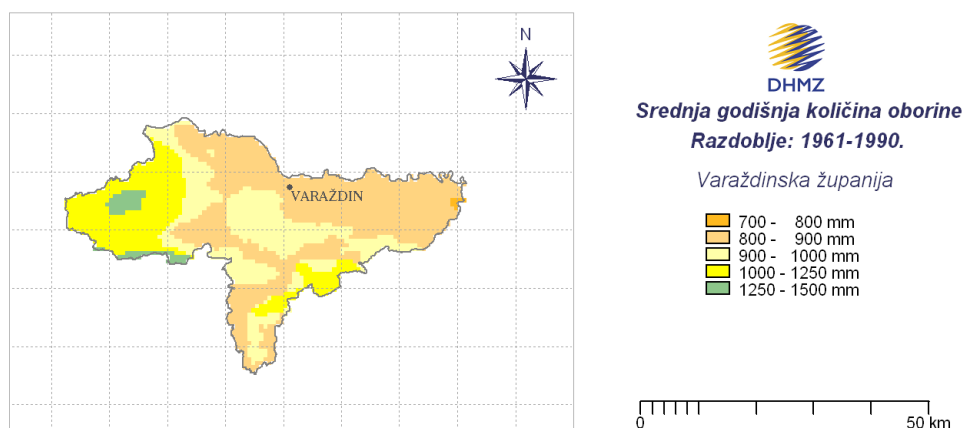 N
VARAŽDIN
DHMZ
Srednja godišnja količina oborine
Razdoblje: 1961-1990.
Varaždinska županija
700 - 800 mm
800 - 900 mm
900 - 1000 mm
1000 - 1250 mm
1250 - 1500 mm
0 50 km